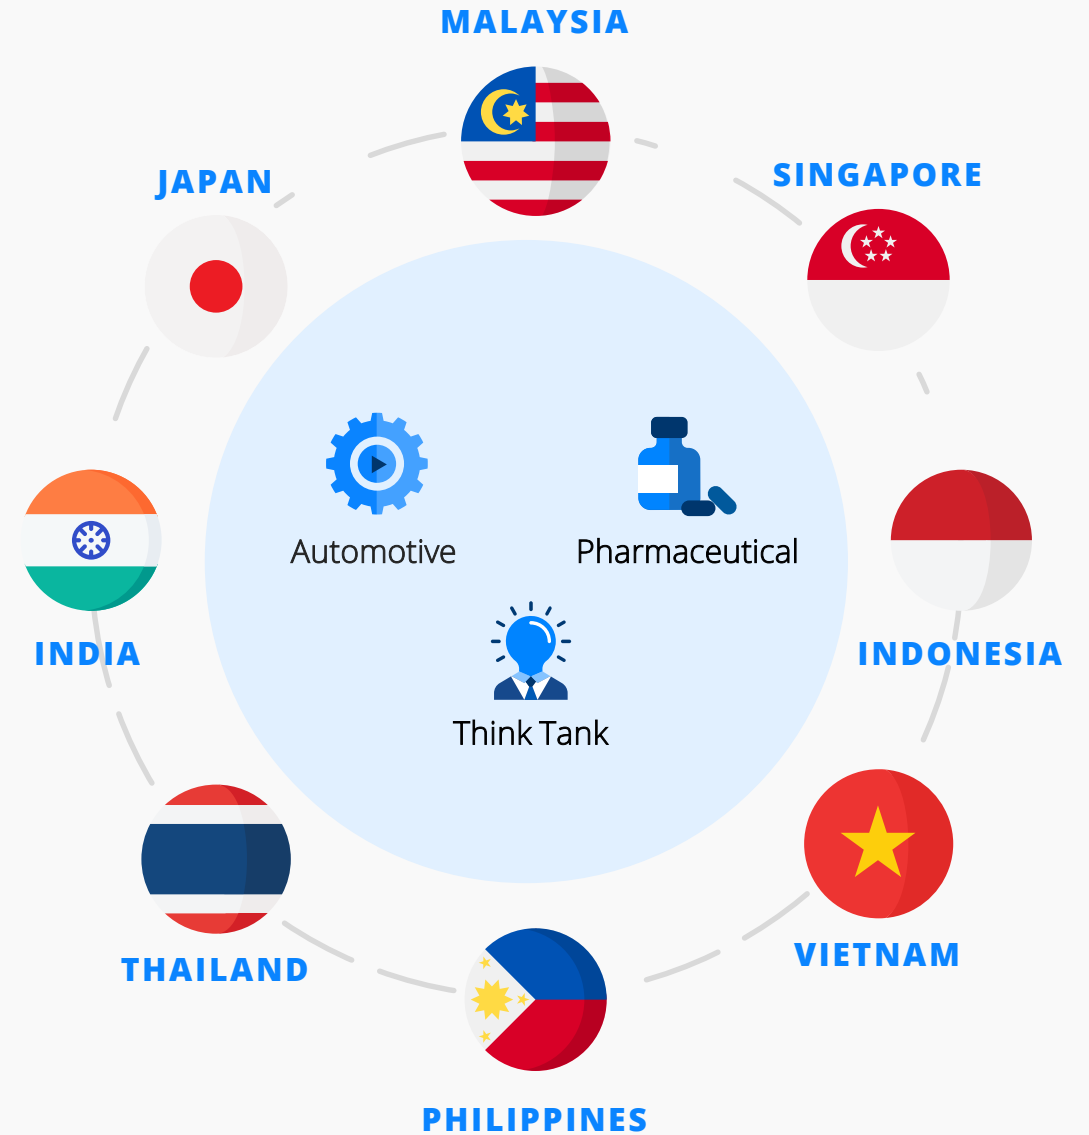 MALAYSIA
JAPAN
SINGAPORE
Automotive
Pharmaceutical
INDIA
INDONESIA
Think Tank
THAILAND
VIETNAM
PHILIPPINES